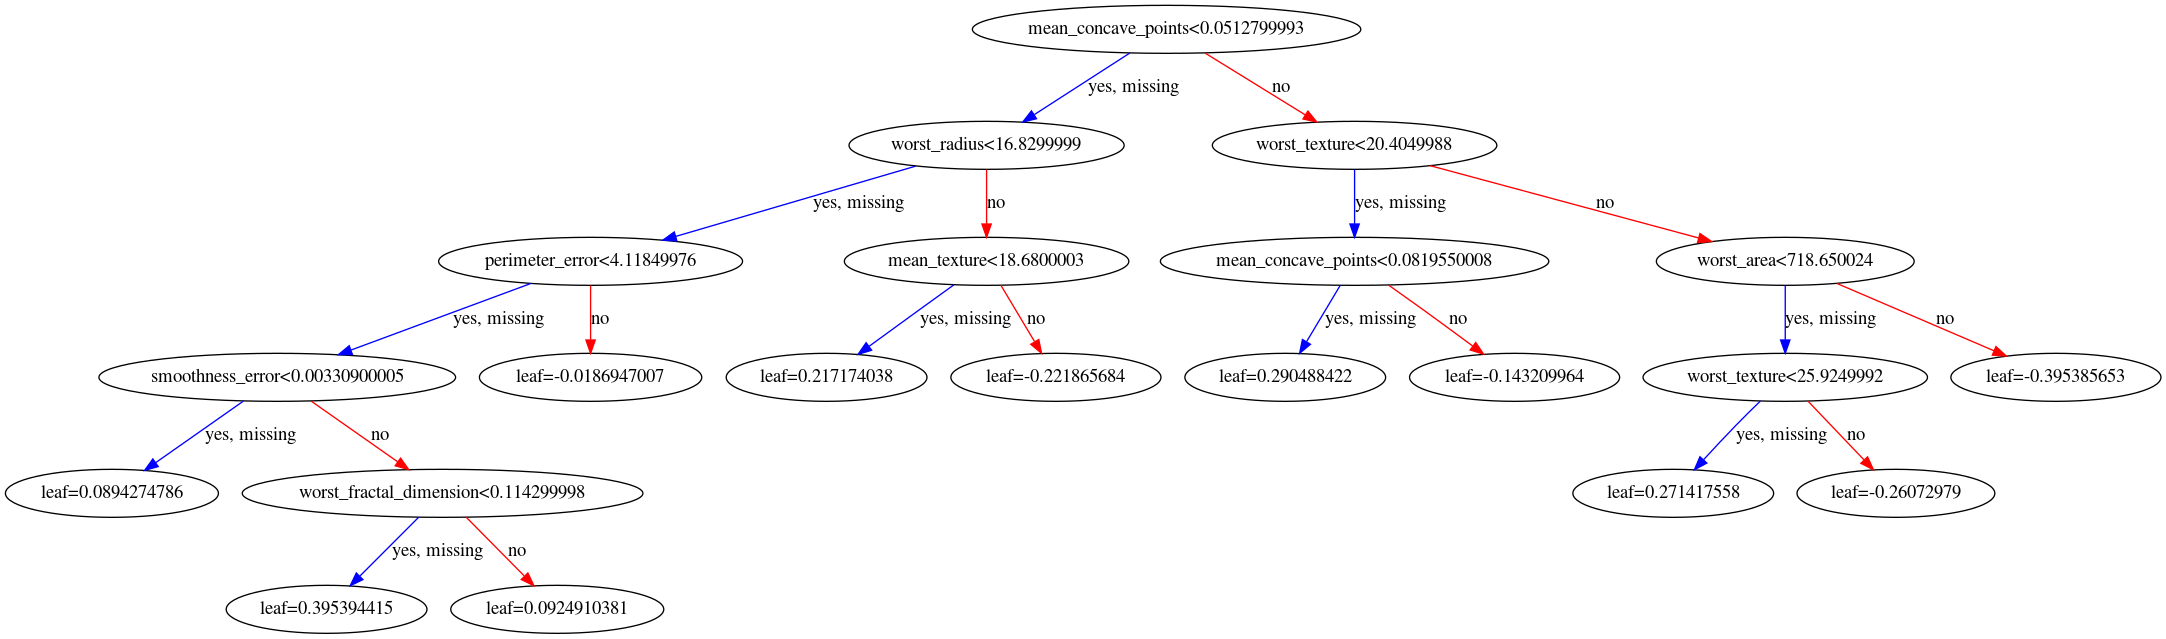 mean_concave_points<0.0512799993
yes, missing
no
worst_radius<16.8299999
worst_texture<20.4049988
yes, missing
no
yes, missing
no
perimeter_error<4.11849976
mean_texture<18.6800003
mean_concave_points<0.0819550008
worst_area<718.650024
yes, missing
no
yes, missing
no
yes, missing
no
yes, missing
no
smoothness_error<0.00330900005
leaf=-0.0186947007
leaf=0.217174038
leaf=-0.221865684
leaf=0.290488422
leaf=-0.143209964
worst_texture<25.9249992
leaf=-0.395385653
yes, missing
no
yes, missing
no
leaf=0.0894274786
worst_fractal_dimension<0.114299998
leaf=0.271417558
leaf=-0.26072979
yes, missing
no
leaf=0.395394415
leaf=0.0924910381